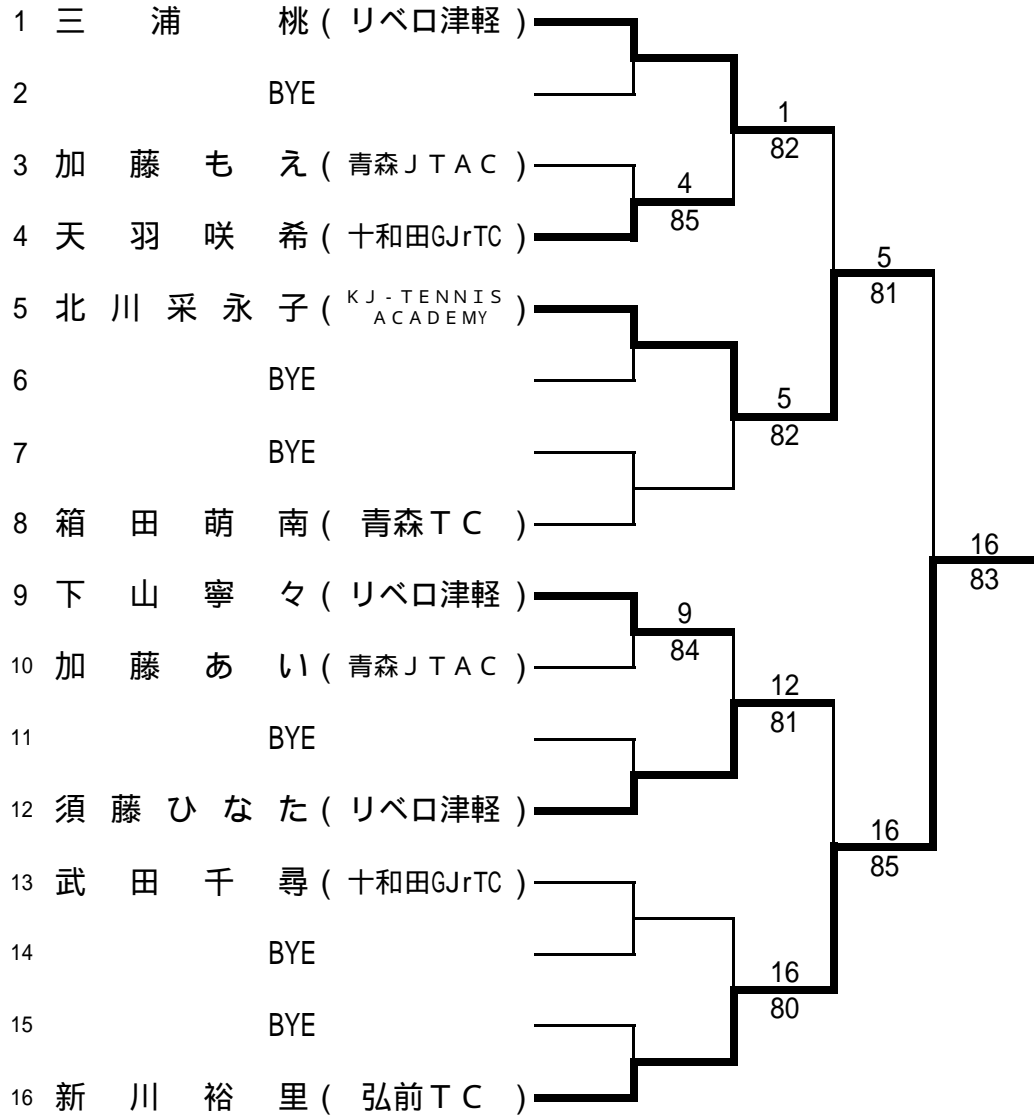 1 三浦桃 ( リベロ津軽 )
2 BYE
1
82
3 加藤もえ ( 青森JTAC )
4
85
4 天羽咲希 ( 十和田GJrTC )
5
81
5 北川采永子 ( KJ-TENNIS ACADEMY )
6 BYE
5
82
7 BYE
8 箱田萌南 ( 青森TC )
16
83
9 下山寧々 ( リベロ津軽 )
9
84
10 加藤あい ( 青森JTAC )
12
81
11 BYE
12 須藤ひなた ( リベロ津軽 )
16
85
13 武田千尋 ( 十和田GJrTC )
14 BYE
16
80
15 BYE
16 新川裕里 ( 弘前TC )